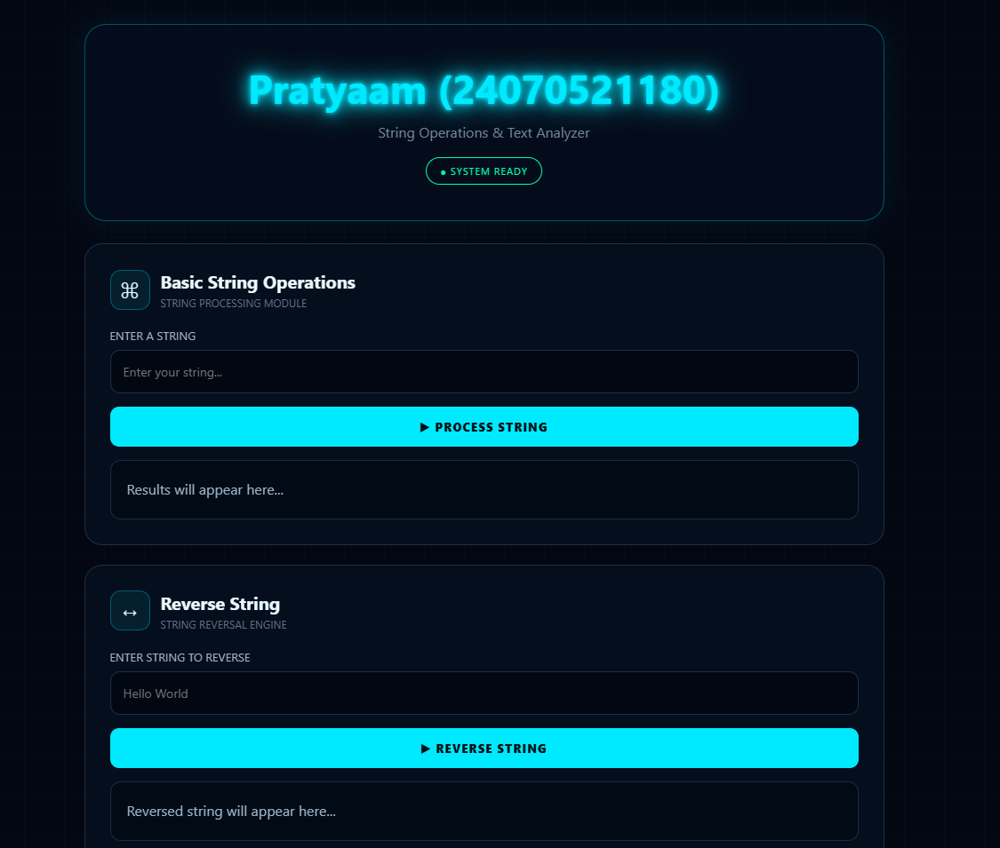 Pratyaam (24070521180)
String Operations & Text Analyzer
● SYSTEM READY
⌘
Basic String Operations
STRING PROCESSING MODULE
ENTER A STRING
Enter your string...
▶ PROCESS STRING
Results will appear here...
↔
Reverse String
STRING REVERSAL ENGINE
ENTER STRING TO REVERSE
Hello World
▶ REVERSE STRING
Reversed string will appear here...